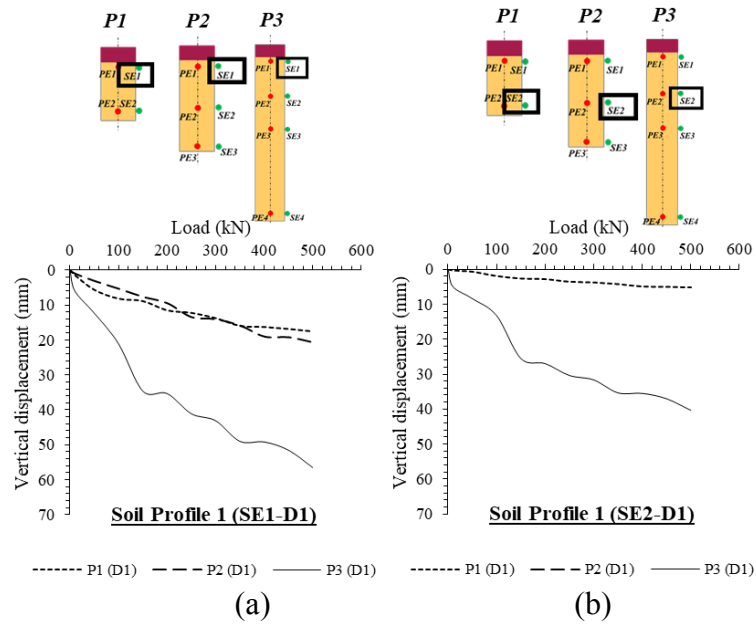 P1 P2 P3
PE1 SE1 PE1 SE1 PE1 SE1
PE2 SE2 PE2 SE2 PE2 SE2
PE3 SE3 PE3 SE3
PE4 SE4
Load (kN)
0 100 200 300 400 500 600
Vertical displacement (mm)
0
10
20
30
40
50
60
70
Soil Profile 1 (SE1-D1)
P1 (D1) P2 (D1) P3 (D1)
(a)
P1 P2 P3
PE1 SE1 PE1 SE1 PE1 SE1
PE2 SE2 PE2 SE2 PE2 SE2
PE3 SE3 PE3 SE3
PE4 SE4
Load (kN)
0 100 200 300 400 500 600
Vertical displacement (mm)
0
10
20
30
40
50
60
70
Soil Profile 1 (SE2-D1)
P1 (D1) P2 (D1) P3 (D1)
(b)